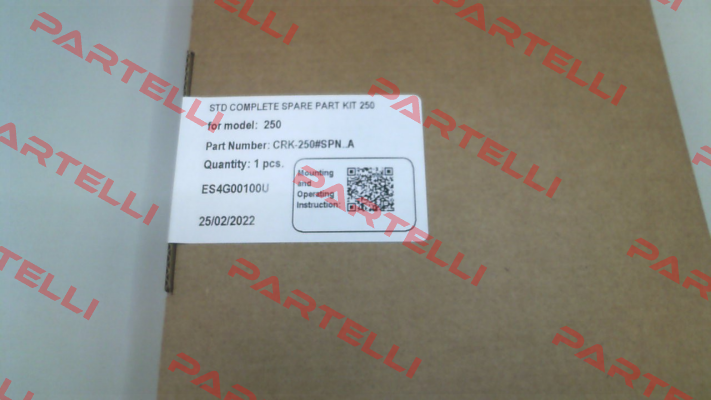 STD COMPLETE SPARE PART KIT 250
for model: 250
Part Number: CRK-250#SPN..A
Quantity: 1 pcs.
ES4G00100U
25/02/2022
Mounting
and
Operating
Instruction:
PARTELLI
PARTELLI
PARTELLI
PARTELLI
PARTELLI
PARTELLI
PARTELLI
PARTELLI